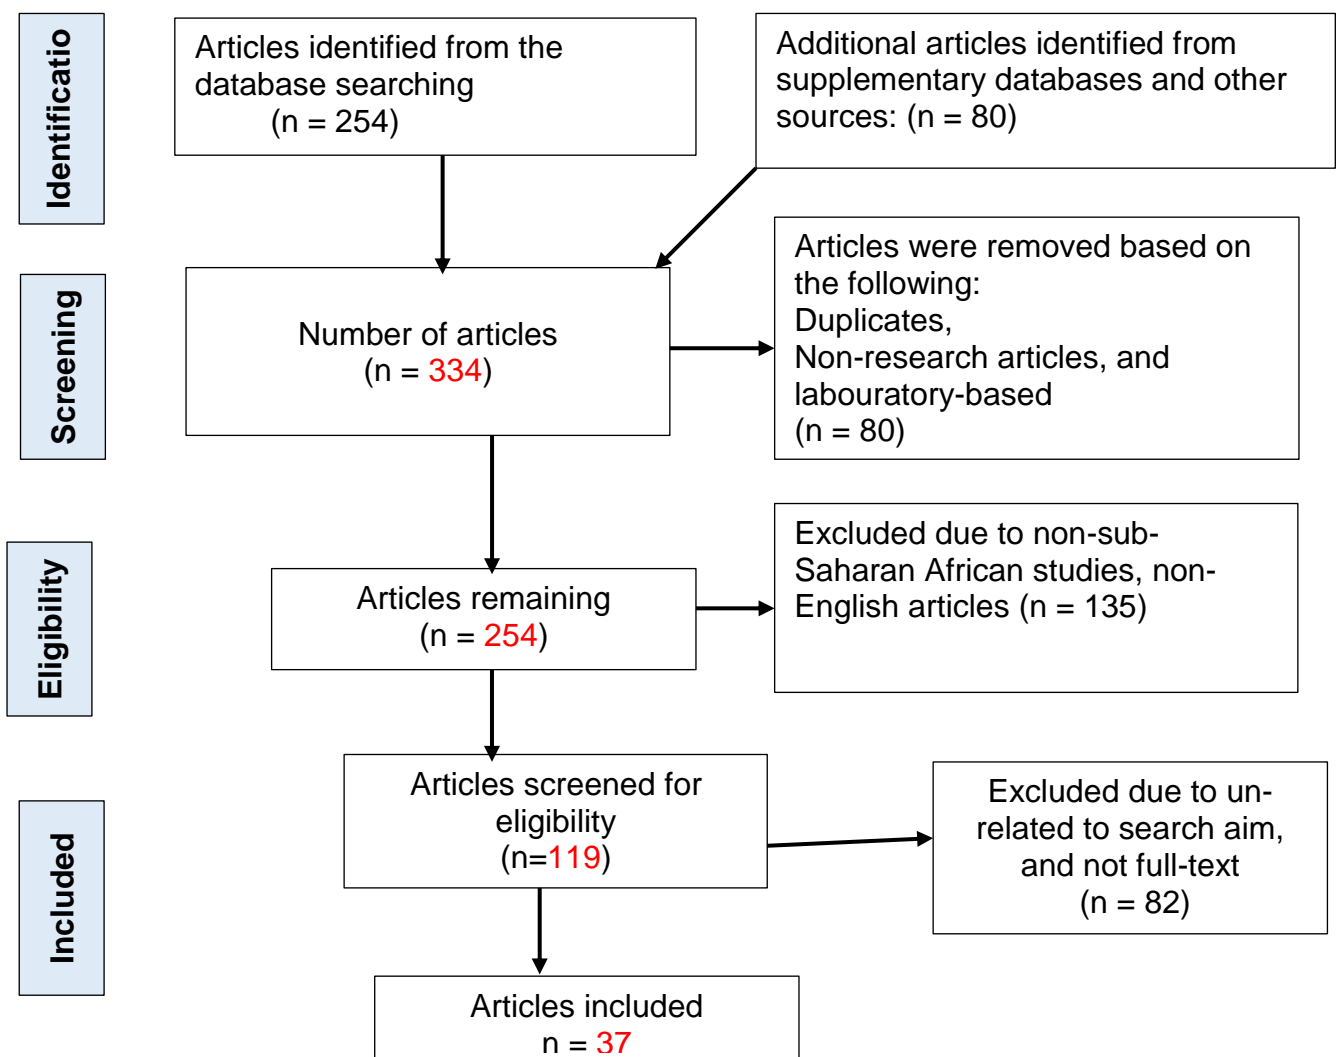 Identificatio
Articles identified from the
database searching
(n = 254)
Additional articles identified from
supplementary databases and other
sources: (n = 80)
Screening
Number of articles
(n = 334)
Articles were removed based on
the following:
Duplicates,
Non-research articles, and
labouratory-based
(n = 80)
Eligibility
Articles remaining
(n = 254)
Excluded due to non-sub-
Saharan African studies, non-
English articles (n = 135)
Included
Articles screened for
eligibility
(n=119)
Excluded due to un-
related to search aim,
and not full-text
(n = 82)
Articles included
n = 37